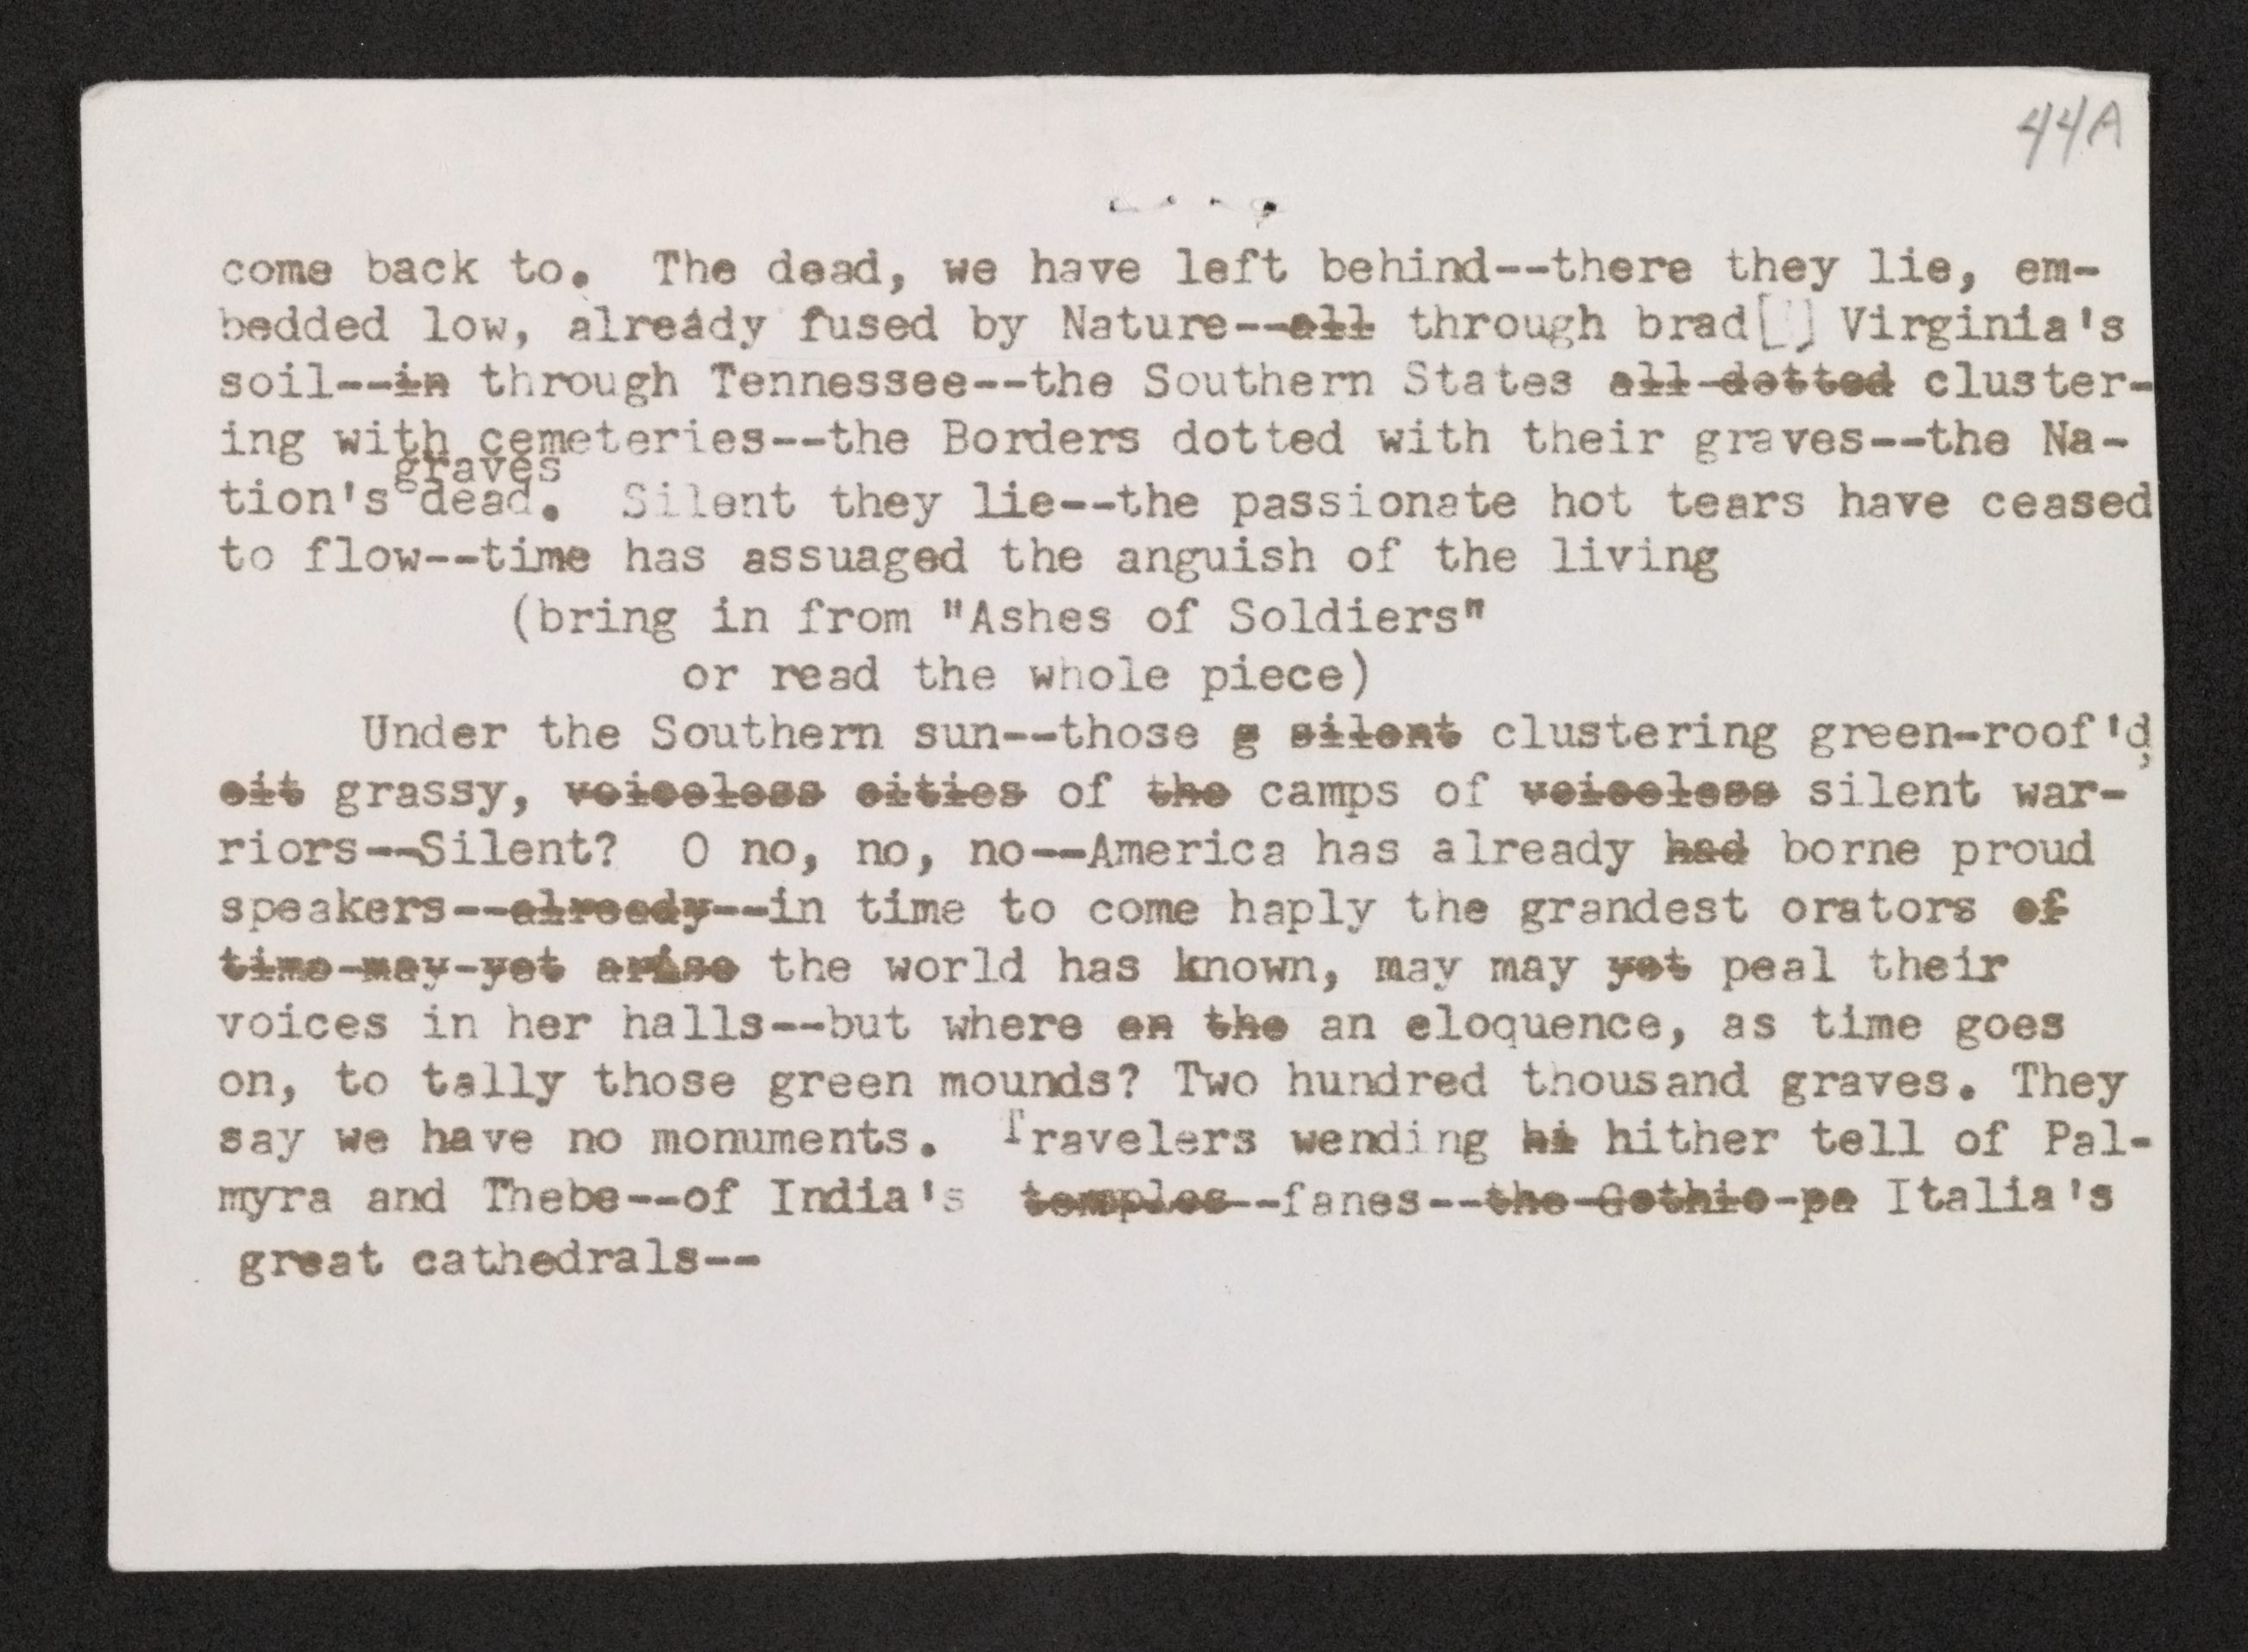 44A
come back to. The dead, we have left behind--there they lie, em-
bedded low, already fused by Nature--all through brad[!] Virginia's
soil--in through Tennessee--the Southern States all dotted cluster-
ing with cemeteries--the Borders dotted with their graves--the Na-
graves
tion's dead. Silent they lie--the passionate hot tears have ceased
to flow--time has assuaged the anguish of the living
(bring in from "Ashes of Soldiers"
or read the whole piece)
Under the Southern sun--those g silent clustering green-roof'd,
cit grassy, voiceless cities of the camps of voiceless silent war-
riors--Silent? O no, no, no--America has already had borne proud
speakers--already--in time to come haply the grandest orators of
time-may-yet arise the world has known, may may yet peal their
voices in her halls--but where an the an eloquence, as time goes
on, to tally those green mounds? Two hundred thousand graves. They
say we have no monuments. Travelers wending hi hither tell of Pal-
myra and Thebe--of India's temples--fanes--the Gothic-pa Italia's
great cathedrals--